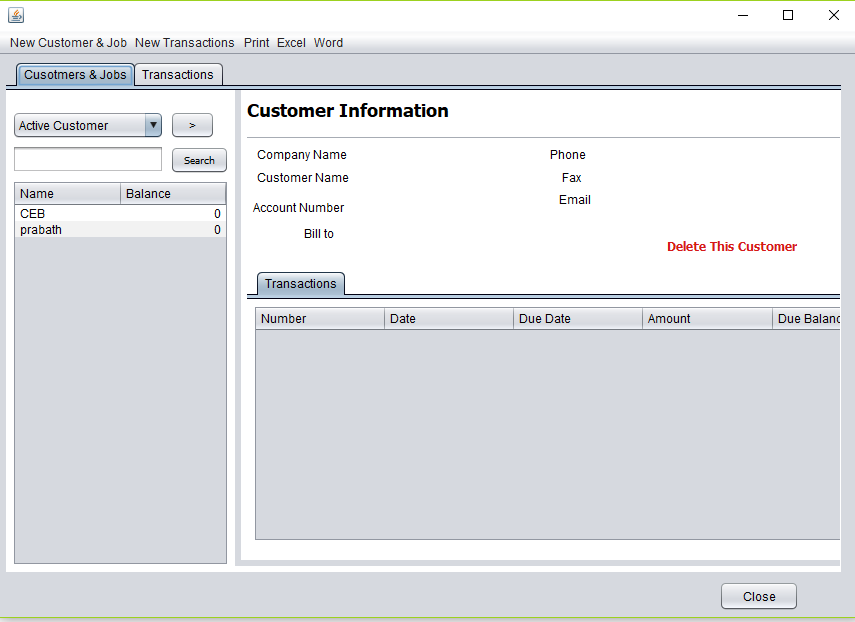 New Customer & Job New Transactions Print Excel Word
Cusotmers & Jobs Transactions
Active Customer >
Search
Name Balance
CEB 0
prabath 0
Customer Information
Company Name Phone
Customer Name Fax
Email
Account Number
Bill to
Delete This Customer
Transactions
Number Date Due Date Amount Due Balanc
Close